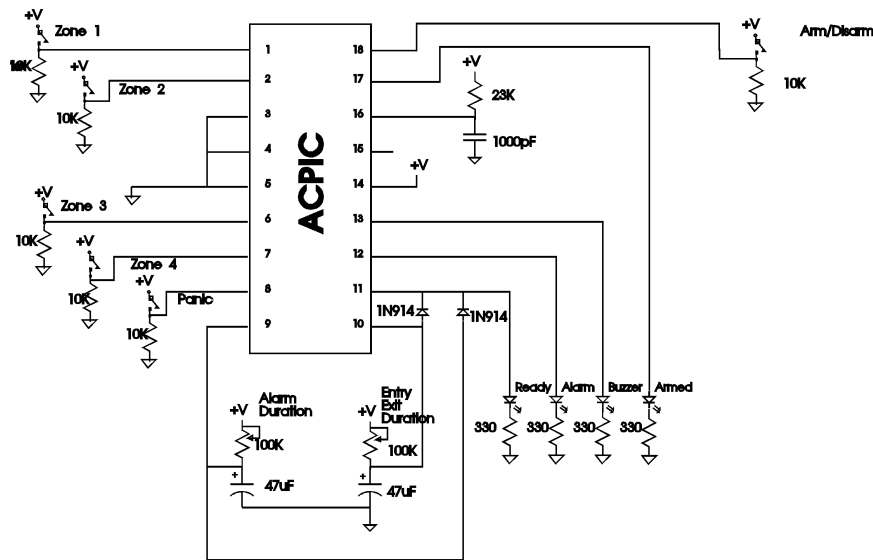 +V
Zone 1
10K
+V
Zone 2
10K
+V
Zone 3
10K
+V
Zone 4
10K
+V
Panic
10K
ACPIC
1
2
3
4
5
6
7
8
9
18
17
16
15
14
13
12
11
10
+V
23K
1000pF
+V
+V
Arm/Disarm
10K
1N914
1N914
Alarm
Duration
+V
100K
+
47uF
Entry
Exit
Duration
+V
100K
+
47uF
Ready
Alarm
Buzzer
Armed
330
330
330
330